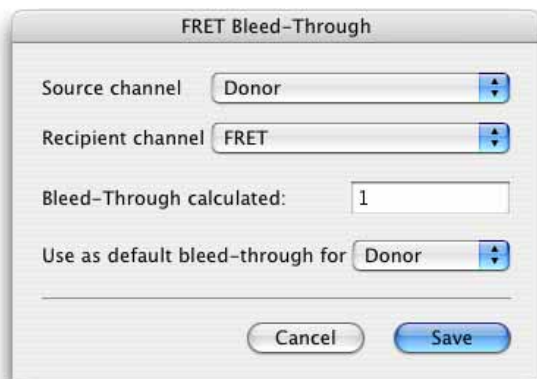 FRET Bleed-Through
Source channel Donor
Recipient channel FRET
Bleed-Through calculated: 1
Use as default bleed-through for Donor
Cancel Save